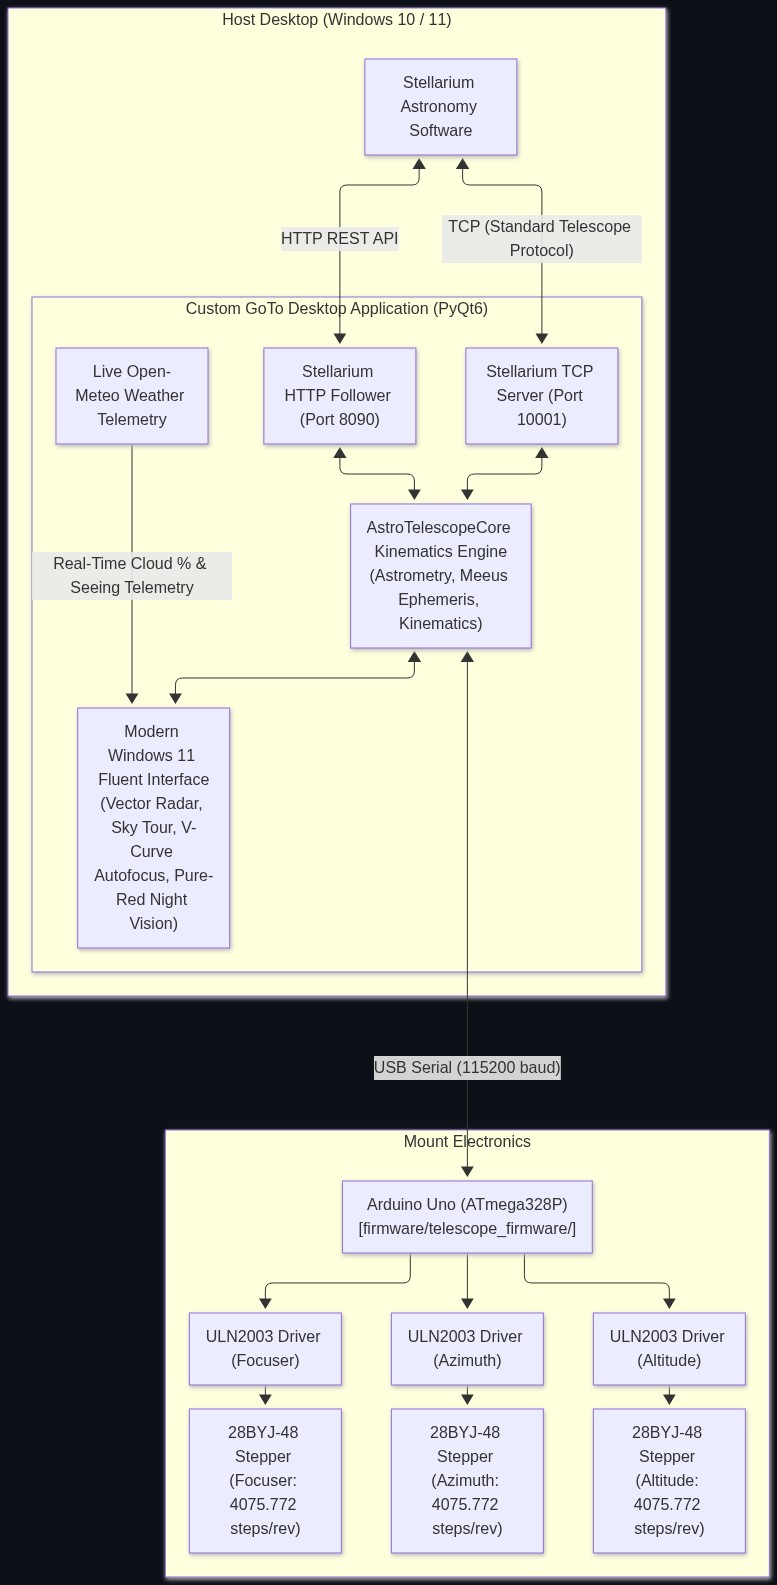 Host Desktop (Windows 10 / 11)
Stellarium
Astronomy
Software
HTTP REST API
TCP (Standard Telescope
Protocol)
Custom GoTo Desktop Application (PyQt6)
Live Open-
Meteo Weather
Telemetry
Stellarium
HTTP Follower
(Port 8090)
Stellarium TCP
Server (Port
10001)
AstroTelescopeCore
Kinematics Engine
(Astrometry, Meeus
Ephemeris,
Kinematics)
Real-Time Cloud % &
Seeing Telemetry
Modern
Windows 11
Fluent Interface
(Vector Radar,
Sky Tour, V-
Curve
Autofocus, Pure-
Red Night
Vision)
USB Serial (115200 baud)
Mount Electronics
Arduino Uno (ATmega328P)
[firmware/telescope_firmware/]
ULN2003 Driver
(Focuser)
ULN2003 Driver
(Azimuth)
ULN2003 Driver
(Altitude)
28BYJ-48
Stepper
(Focuser:
4075.772
steps/rev)
28BYJ-48
Stepper
(Azimuth:
4075.772
steps/rev)
28BYJ-48
Stepper
(Altitude:
4075.772
steps/rev)